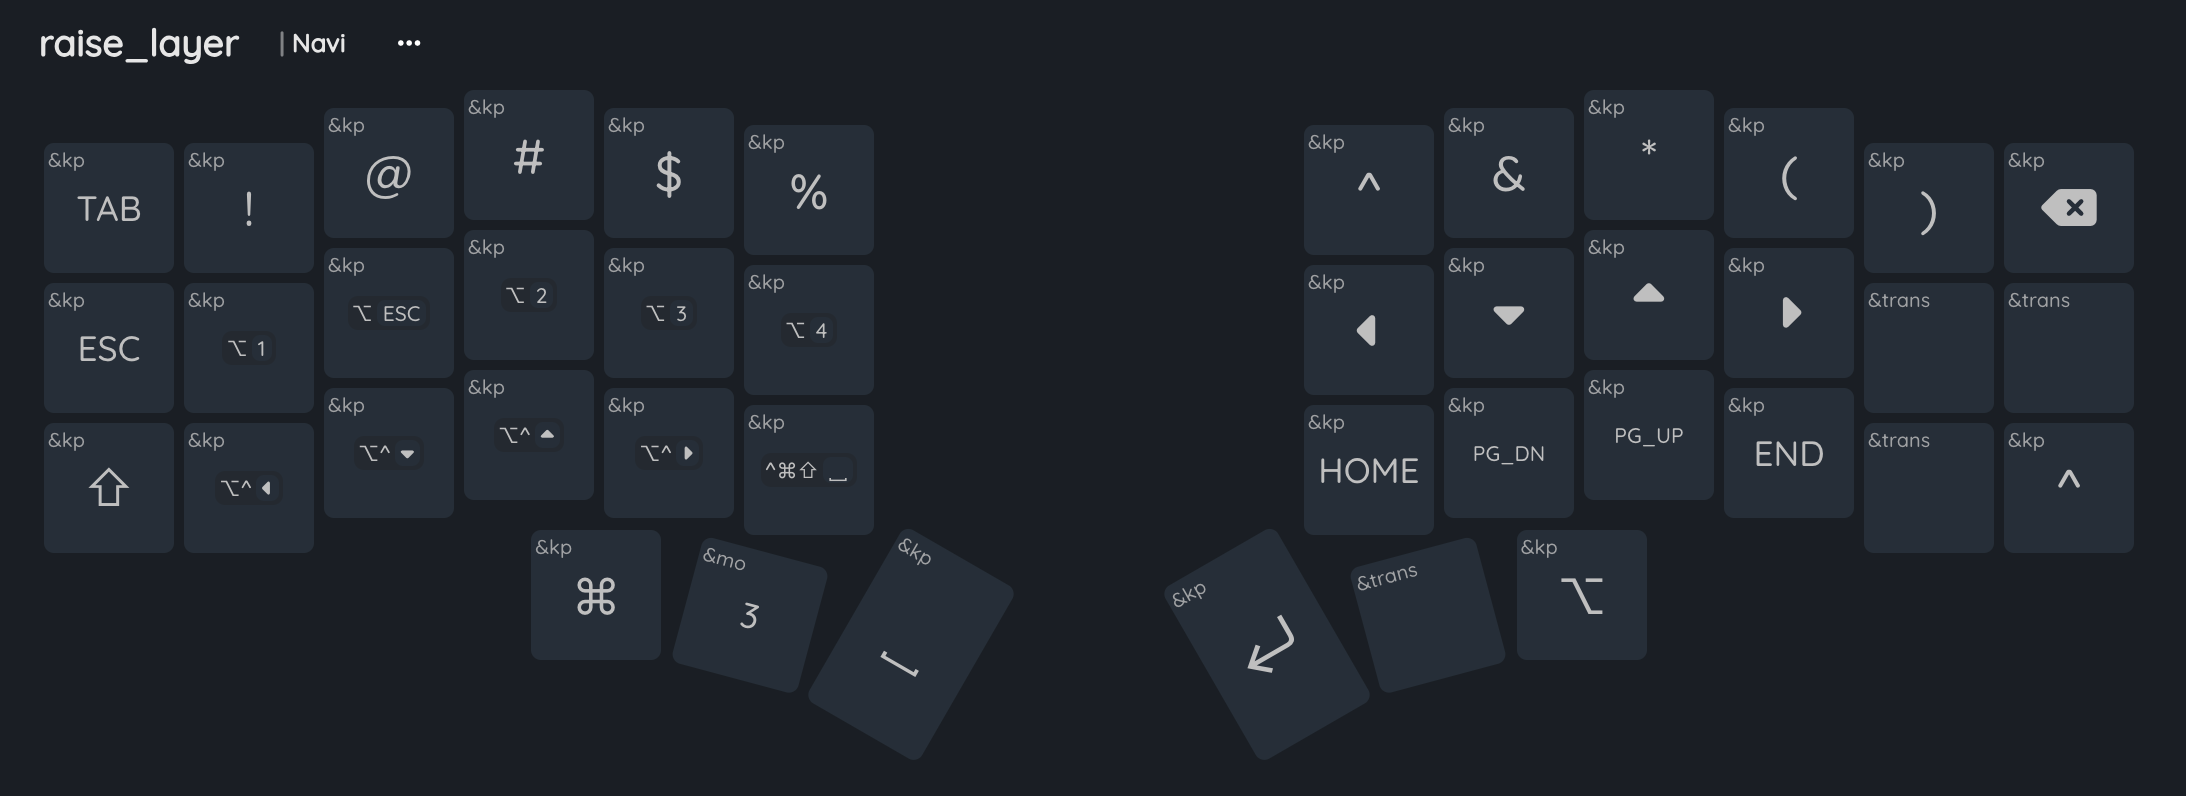 raise_layer | Navi •••
&kp TAB &kp ! &kp @ &kp # &kp $ &kp % &kp ^ &kp & &kp * &kp ( &kp ) &kp
&kp ESC &kp ⌥ 1 &kp ⌥ ESC &kp ⌥ 2 &kp ⌥ 3 &kp ⌥ 4 &kp ◀ &kp ▼ &kp ▲ &kp ▶ &trans &trans
&kp ⇧ &kp ⌥^ ◀ &kp ⌥^ ▼ &kp ⌥^ ▲ &kp ⌥^ ▶ &kp ^⌘⇧ ⎵ &kp HOME &kp PG_DN &kp PG_UP &kp END &trans &kp ^
&kp ⌘ &mo 3 &kp ⎵ &kp ↵ &trans &kp ⌥